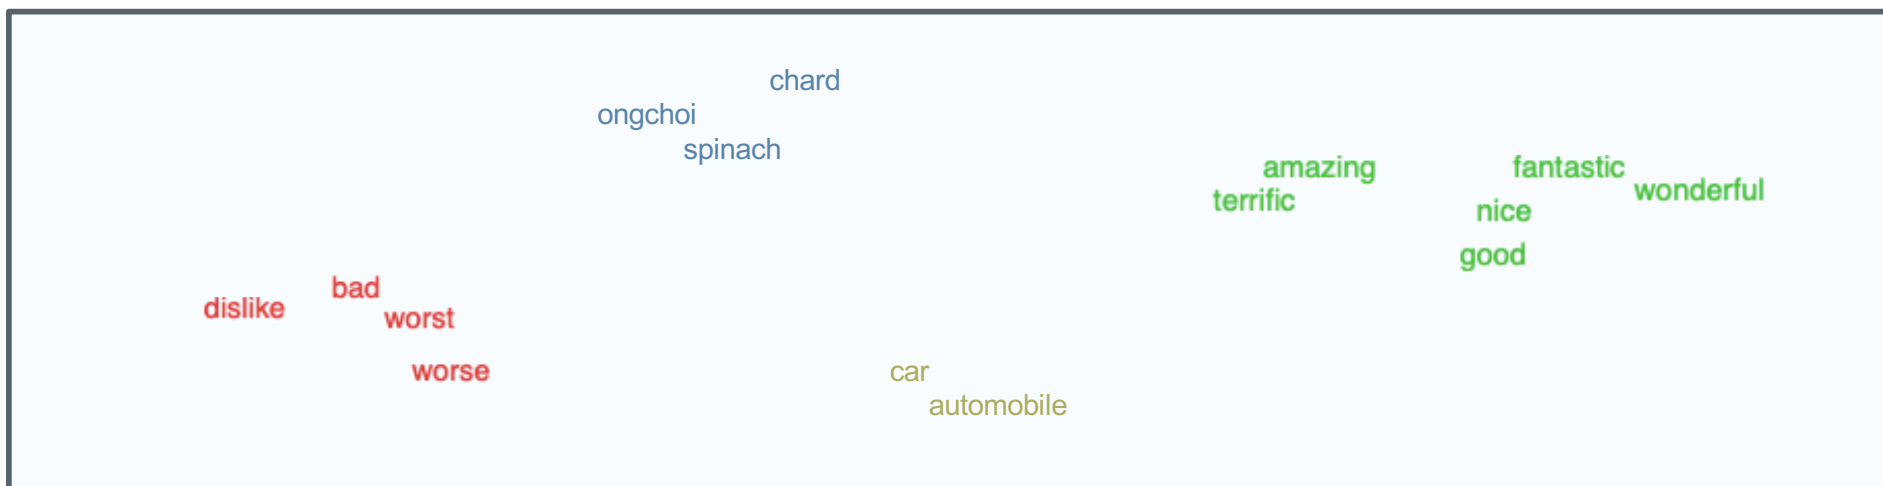 chard
ongchoi
spinach
amazing
fantastic
wonderful
terrific
nice
good
bad
dislike
worst
worse
car
automobile